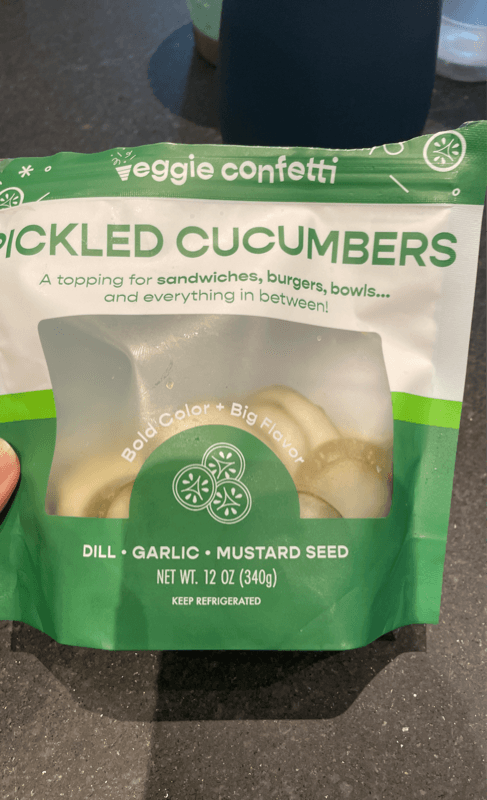 veggie confetti
PICKLED CUCUMBERS
A topping for sandwiches, burgers, bowls...
and everything in between!
Bold Color + Big Flavor
DILL • GARLIC • MUSTARD SEED
NET WT. 12 OZ (340g)
KEEP REFRIGERATED